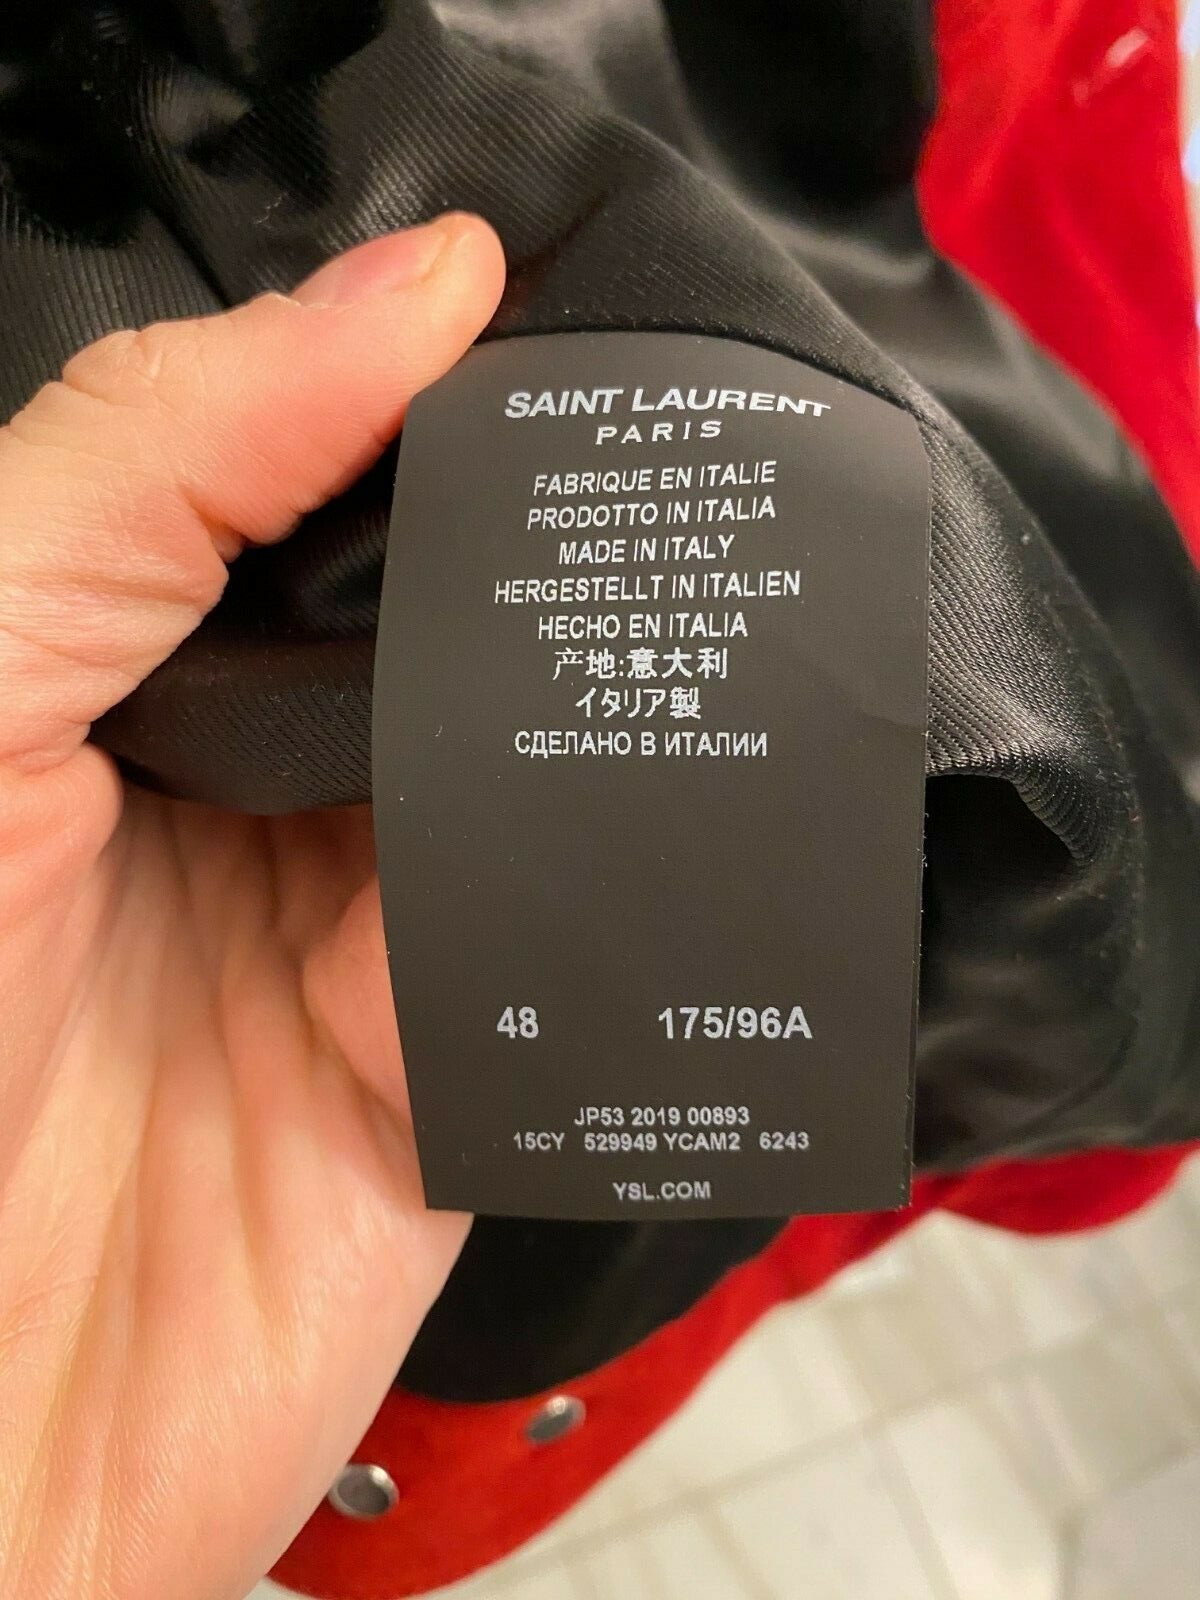 SAINT LAURENT
PARIS
FABRIQUE EN ITALIE
PRODOTTO IN ITALIA
MADE IN ITALY
HERGESTELLT IN ITALIEN
HECHO EN ITALIA
产地:意大利
イタリア製
СДЕЛАНО В ИТАЛИИ
48 175/96A
JP53 2019 00893
15CY 529949 YCAM2 6243
YSL.COM